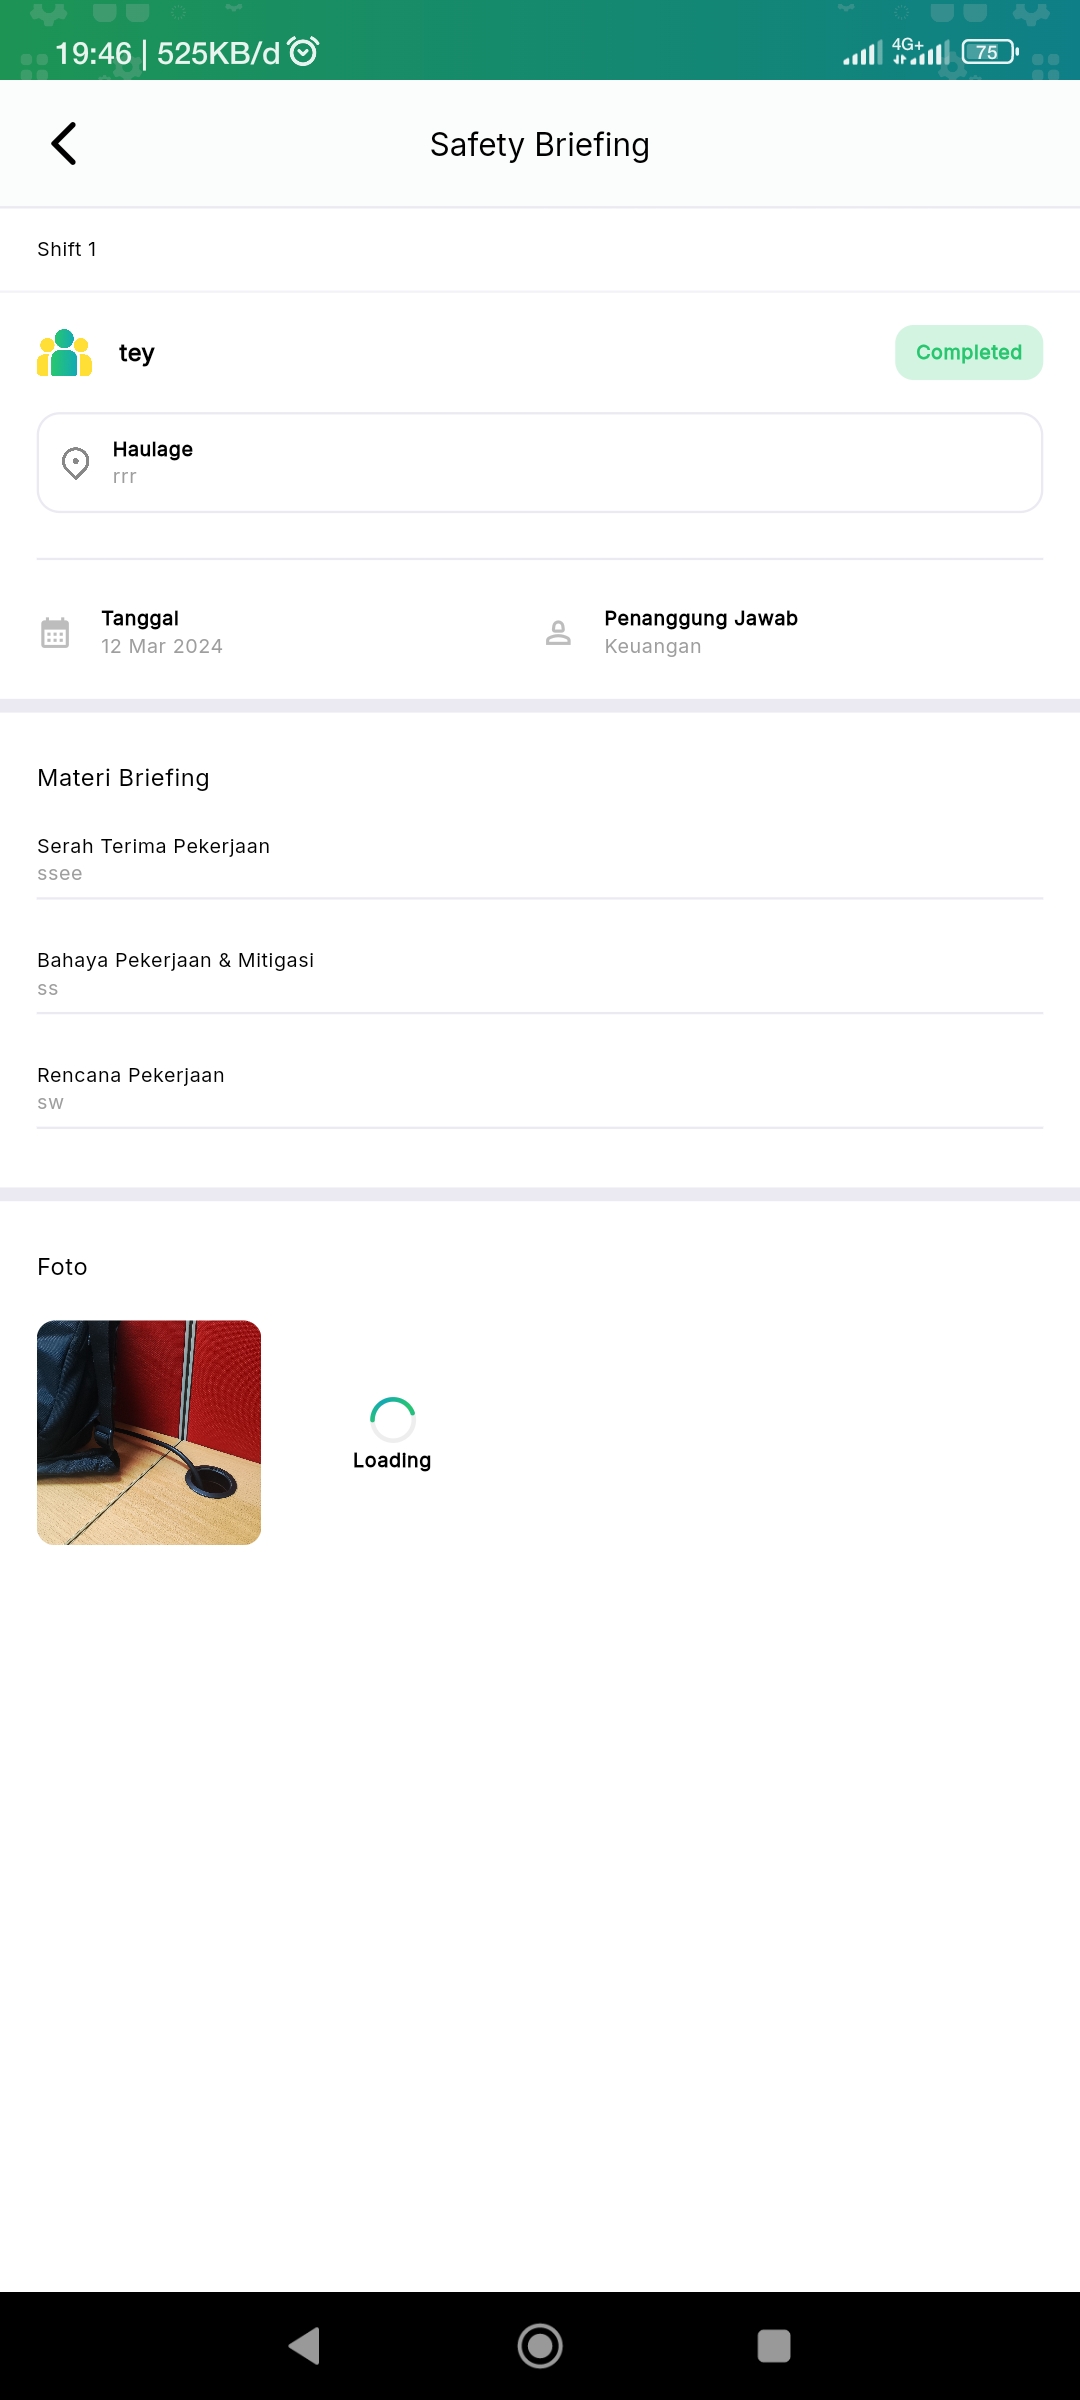 19:46 | 525KB/d
4G+
75
Safety Briefing
Shift 1
tey
Completed
Haulage
rrr
Tanggal
12 Mar 2024
Penanggung Jawab
Keuangan
Materi Briefing
Serah Terima Pekerjaan
ssee
Bahaya Pekerjaan & Mitigasi
ss
Rencana Pekerjaan
sw
Foto
Loading